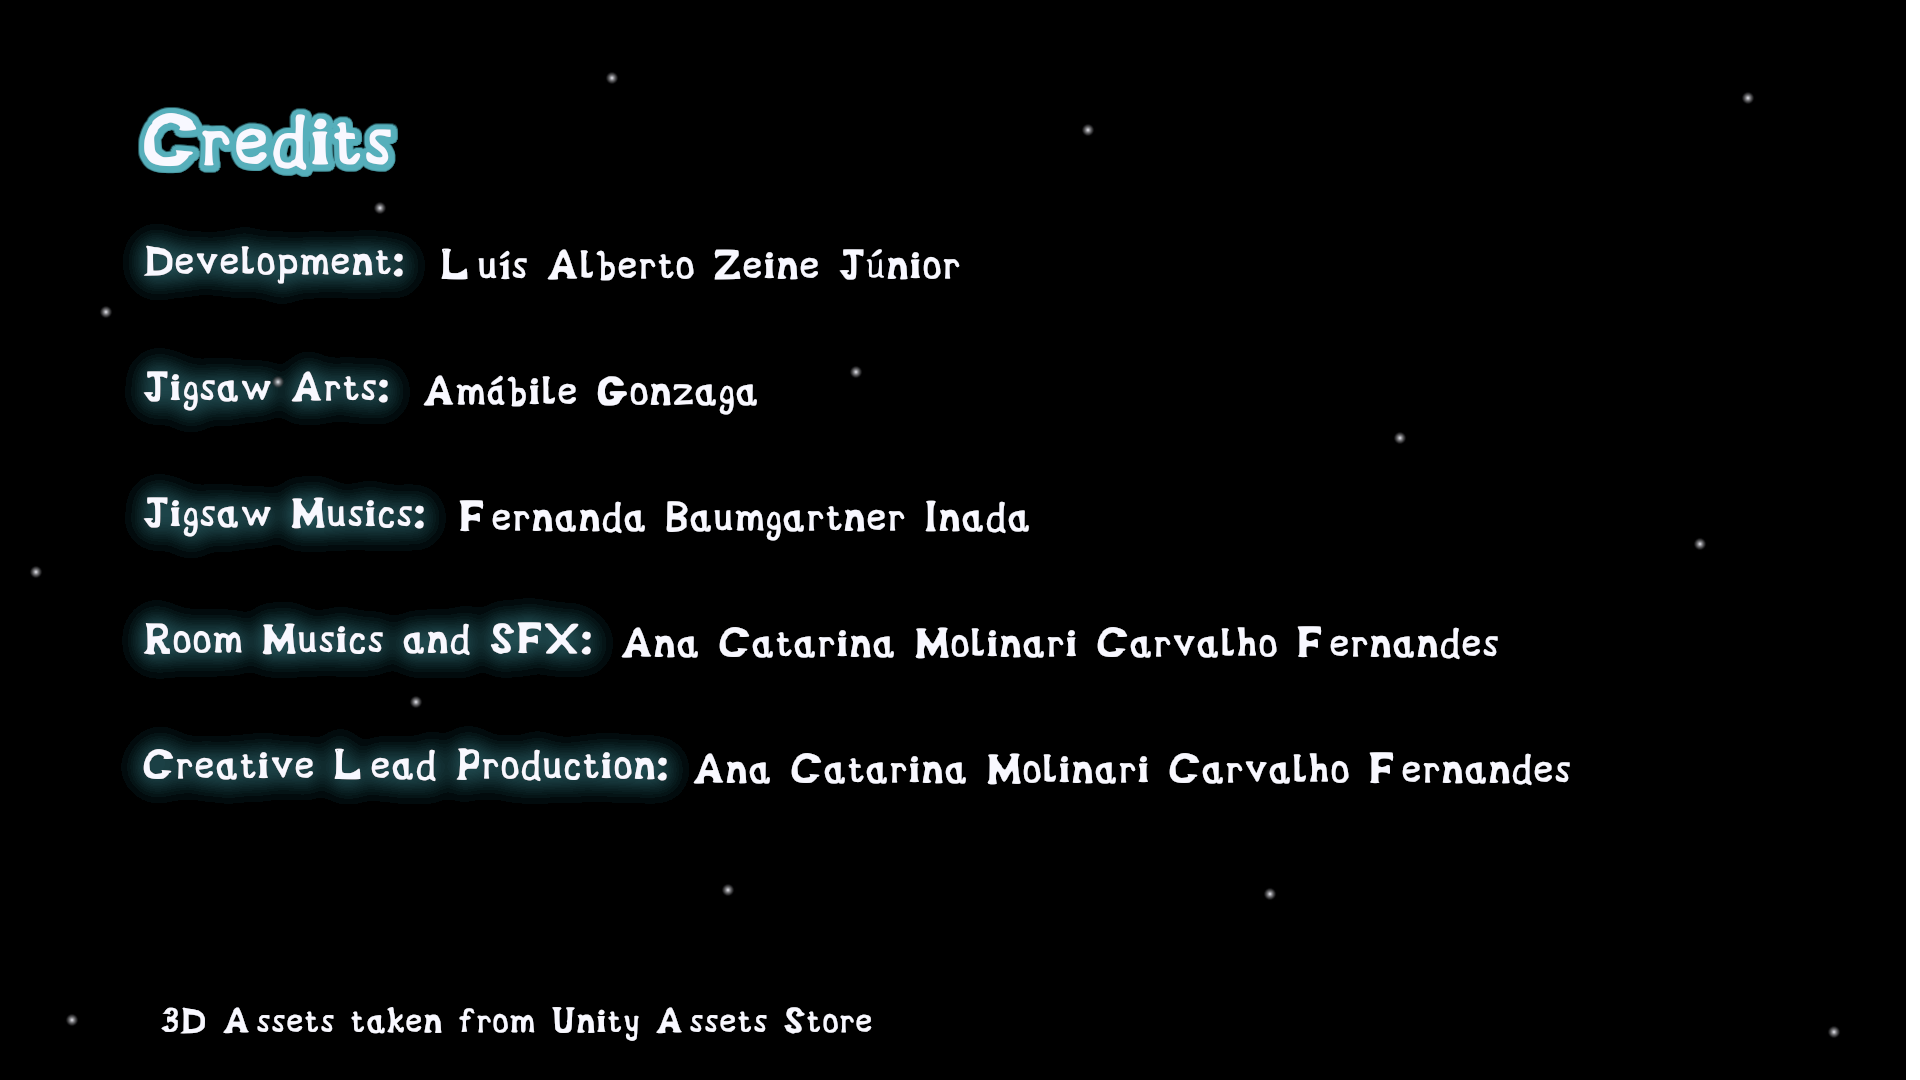 Credits
Development: Luís Alberto Zeine Júnior
Jigsaw Arts: Amábile Gonzaga
Jigsaw Musics: Fernanda Baumgartner Inada
Room Musics and SFX: Ana Catarina Molinari Carvalho Fernandes
Creative Lead Production: Ana Catarina Molinari Carvalho Fernandes
3D Assets taken from Unity Assets Store